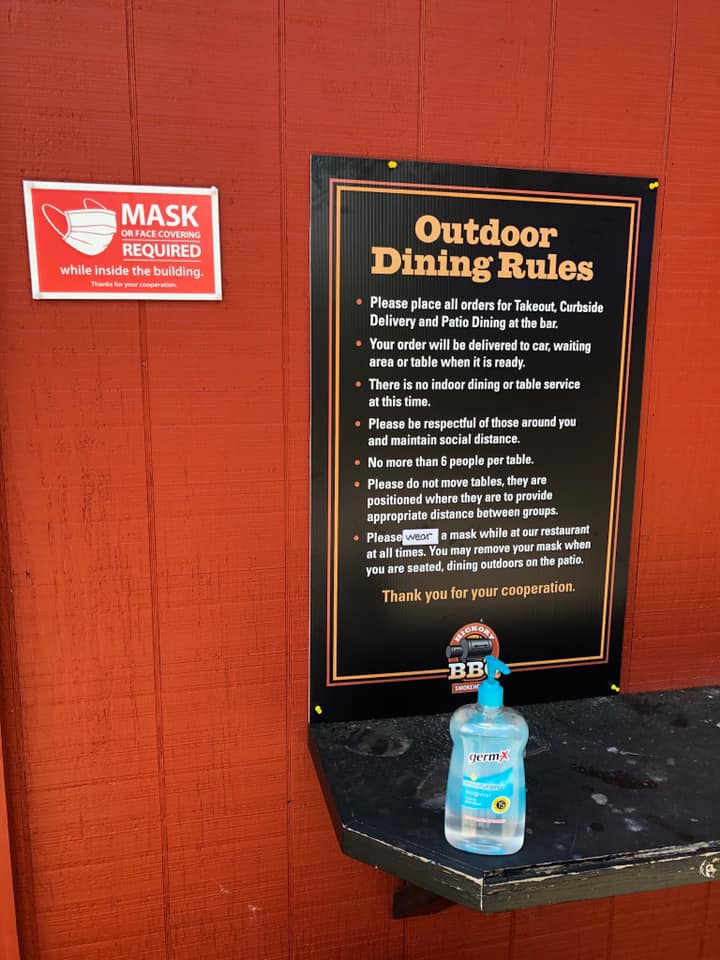 MASK
OR FACE COVERING
REQUIRED
while inside the building.
Thanks for your cooperation.
Outdoor
Dining Rules
• Please place all orders for Takeout, Curbside
Delivery and Patio Dining at the bar.
• Your order will be delivered to car, waiting
area or table when it is ready.
• There is no indoor dining or table service
at this time.
• Please be respectful of those around you
and maintain social distance.
• No more than 6 people per table.
• Please do not move tables, they are
positioned where they are to provide
appropriate distance between groups.
• Please wear a mask while at our restaurant
at all times. You may remove your mask when
you are seated, dining outdoors on the patio.
Thank you for your cooperation.
HICKORY
BBQ
germ-X